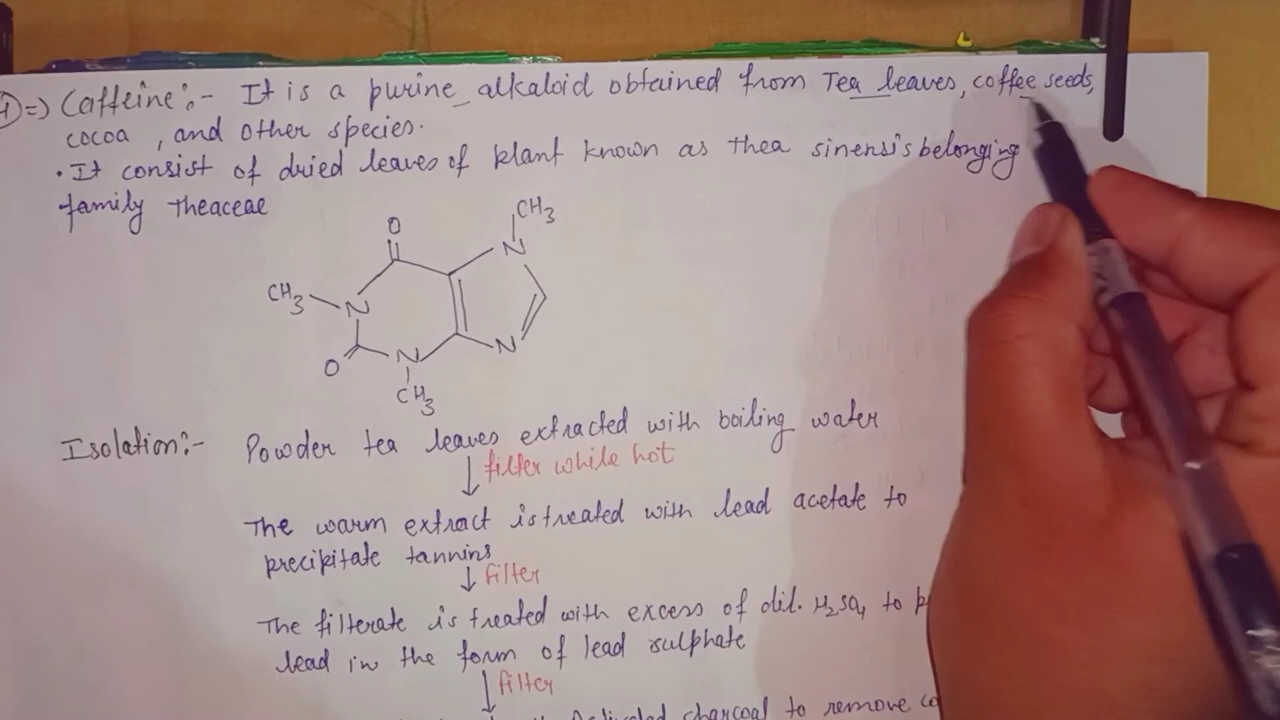 1 => Caffeine :- It is a purine alkaloid obtained from Tea leaves, coffee seeds,
cocoa , and other species.
• It consist of dried leaves of plant known as thea sinensis belonging
family Theaceae
O
CH3
N
CH3
N
O
N
N
CH3
Isolation:- Powder tea leaves extracted with boiling water
↓ filter while hot
The warm extract is treated with lead acetate to
precipitate tannins
↓ filter
The filterate is treated with excess of dil. H2SO4 to
lead in the form of lead sulphate
↓ filter
charcoal to remove